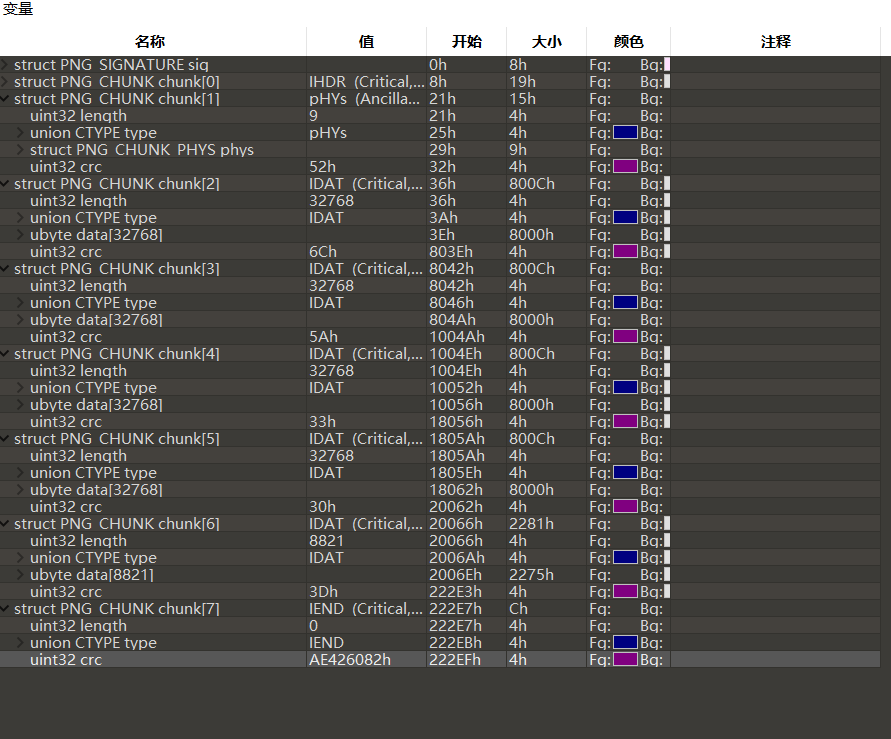 变量
名称 值 开始 大小 颜色 注释
struct PNG_SIGNATURE sig 0h 8h Fg: Bg:
struct PNG_CHUNK chunk[0] IHDR (Critical,... 8h 19h Fg: Bg:
struct PNG_CHUNK chunk[1] pHYs (Ancilla... 21h 15h Fg: Bg:
uint32 length 9 21h 4h Fg: Bg:
union CTYPE type pHYs 25h 4h Fg: Bg:
struct PNG_CHUNK_PHYS phys 29h 9h Fg: Bg:
uint32 crc 52h 32h 4h Fg: Bg:
struct PNG_CHUNK chunk[2] IDAT (Critical,... 36h 800Ch Fg: Bg:
uint32 length 32768 36h 4h Fg: Bg:
union CTYPE type IDAT 3Ah 4h Fg: Bg:
ubyte data[32768] 3Eh 8000h Fg: Bg:
uint32 crc 6Ch 803Eh 4h Fg: Bg:
struct PNG_CHUNK chunk[3] IDAT (Critical,... 8042h 800Ch Fg: Bg:
uint32 length 32768 8042h 4h Fg: Bg:
union CTYPE type IDAT 8046h 4h Fg: Bg:
ubyte data[32768] 804Ah 8000h Fg: Bg:
uint32 crc 5Ah 1004Ah 4h Fg: Bg:
struct PNG_CHUNK chunk[4] IDAT (Critical,... 1004Eh 800Ch Fg: Bg:
uint32 length 32768 1004Eh 4h Fg: Bg:
union CTYPE type IDAT 10052h 4h Fg: Bg:
ubyte data[32768] 10056h 8000h Fg: Bg:
uint32 crc 33h 18056h 4h Fg: Bg:
struct PNG_CHUNK chunk[5] IDAT (Critical,... 1805Ah 800Ch Fg: Bg:
uint32 length 32768 1805Ah 4h Fg: Bg:
union CTYPE type IDAT 1805Eh 4h Fg: Bg:
ubyte data[32768] 18062h 8000h Fg: Bg:
uint32 crc 30h 20062h 4h Fg: Bg:
struct PNG_CHUNK chunk[6] IDAT (Critical,... 20066h 2281h Fg: Bg:
uint32 length 8821 20066h 4h Fg: Bg:
union CTYPE type IDAT 2006Ah 4h Fg: Bg:
ubyte data[8821] 2006Eh 2275h Fg: Bg:
uint32 crc 3Dh 222E3h 4h Fg: Bg:
struct PNG_CHUNK chunk[7] IEND (Critical,... 222E7h Ch Fg: Bg:
uint32 length 0 222E7h 4h Fg: Bg:
union CTYPE type IEND 222EBh 4h Fg: Bg:
uint32 crc AE426082h 222EFh 4h Fg: Bg: